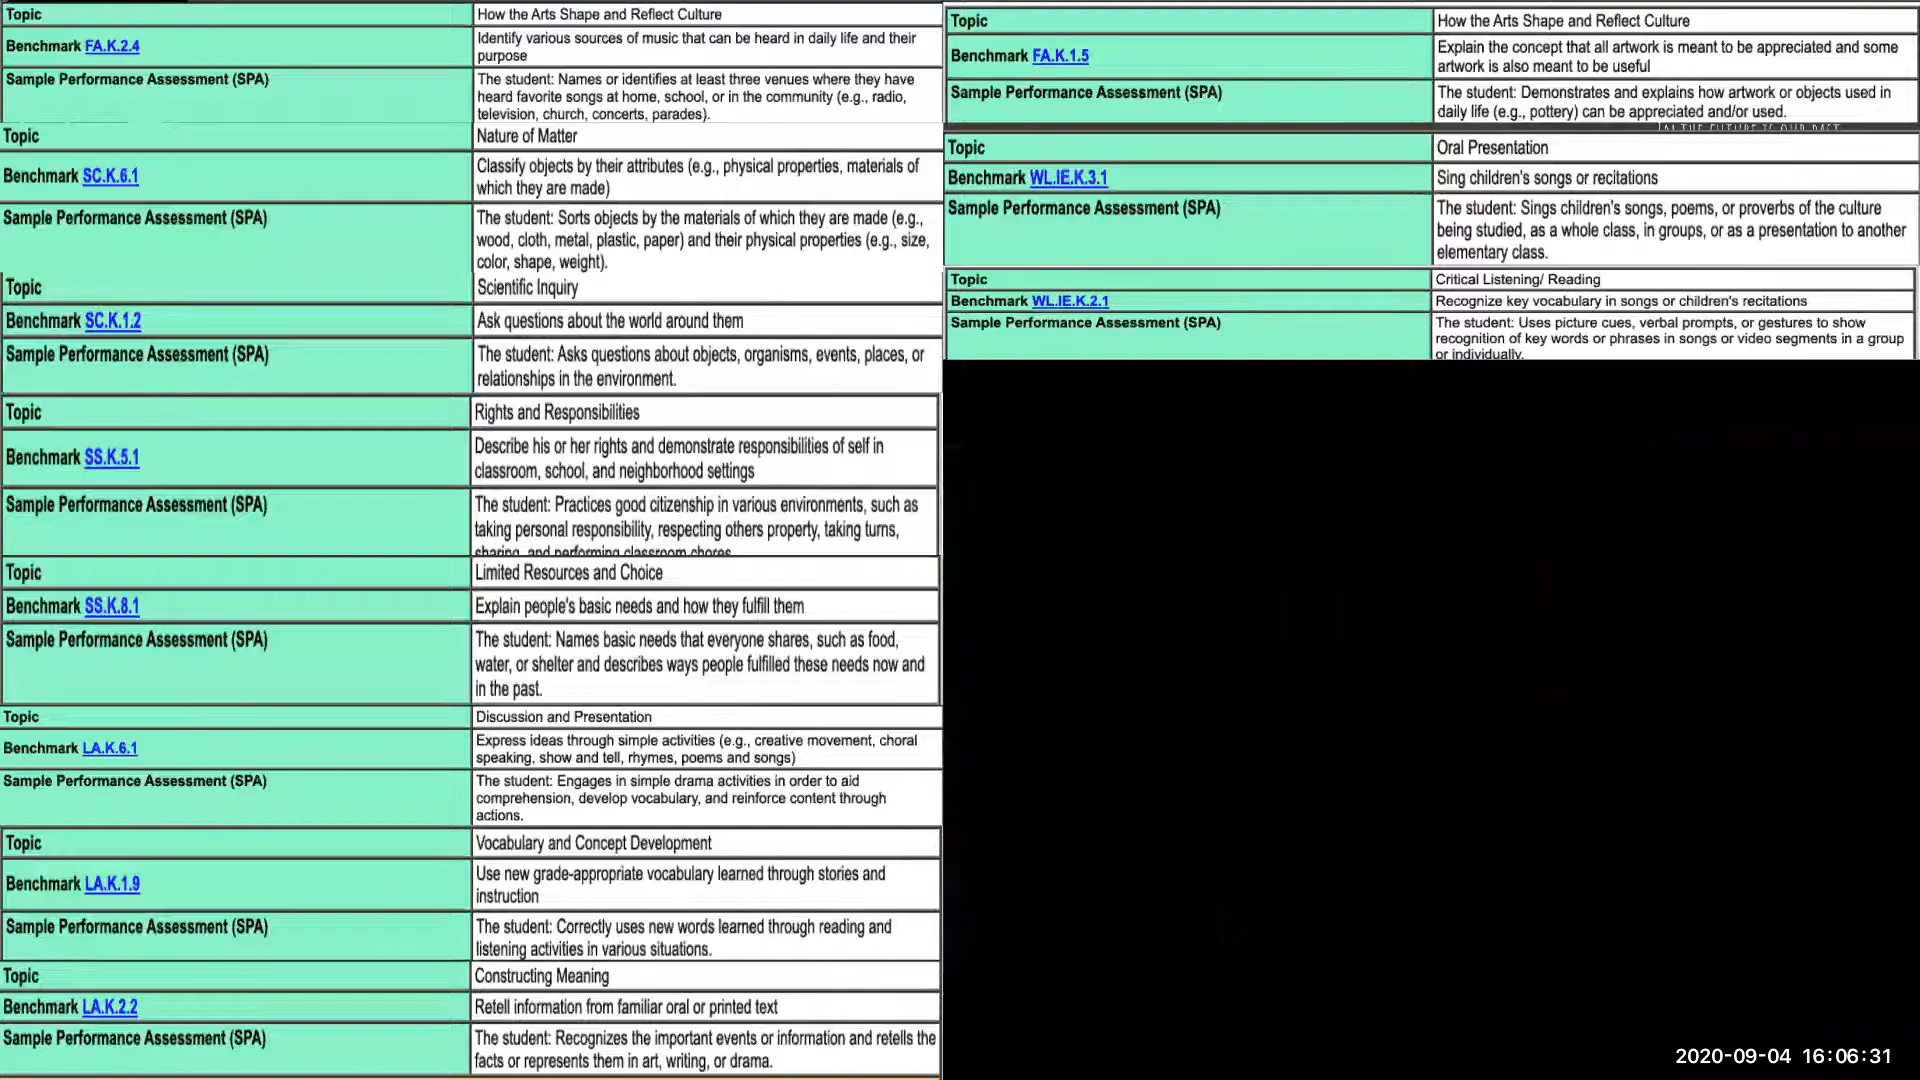 Topic
How the Arts Shape and Reflect Culture
Benchmark FA.K.2.4
Identify various sources of music that can be heard in daily life and their
purpose
Sample Performance Assessment (SPA)
The student: Names or identifies at least three venues where they have
heard favorite songs at home, school, or in the community (e.g., radio,
television, church, concerts, parades).
Topic
Nature of Matter
Benchmark SC.K.6.1
Classify objects by their attributes (e.g., physical properties, materials of
which they are made)
Sample Performance Assessment (SPA)
The student: Sorts objects by the materials of which they are made (e.g.,
wood, cloth, metal, plastic, paper) and their physical properties (e.g., size,
color, shape, weight).
Topic
Scientific Inquiry
Benchmark SC.K.1.2
Ask questions about the world around them
Sample Performance Assessment (SPA)
The student: Asks questions about objects, organisms, events, places, or
relationships in the environment.
Topic
Rights and Responsibilities
Benchmark SS.K.5.1
Describe his or her rights and demonstrate responsibilities of self in
classroom, school, and neighborhood settings
Sample Performance Assessment (SPA)
The student: Practices good citizenship in various environments, such as
taking personal responsibility, respecting others property, taking turns,
sharing, and performing classroom chores
Topic
Limited Resources and Choice
Benchmark SS.K.8.1
Explain people's basic needs and how they fulfill them
Sample Performance Assessment (SPA)
The student: Names basic needs that everyone shares, such as food,
water, or shelter and describes ways people fulfilled these needs now and
in the past.
Topic
Discussion and Presentation
Benchmark LA.K.6.1
Express ideas through simple activities (e.g., creative movement, choral
speaking, show and tell, rhymes, poems and songs)
Sample Performance Assessment (SPA)
The student: Engages in simple drama activities in order to aid
comprehension, develop vocabulary, and reinforce content through
actions.
Topic
Vocabulary and Concept Development
Benchmark LA.K.1.9
Use new grade-appropriate vocabulary learned through stories and
instruction
Sample Performance Assessment (SPA)
The student: Correctly uses new words learned through reading and
listening activities in various situations.
Topic
Constructing Meaning
Benchmark LA.K.2.2
Retell information from familiar oral or printed text
Sample Performance Assessment (SPA)
The student: Recognizes the important events or information and retells the
facts or represents them in art, writing, or drama.
Topic
How the Arts Shape and Reflect Culture
Benchmark FA.K.1.5
Explain the concept that all artwork is meant to be appreciated and some
artwork is also meant to be useful
Sample Performance Assessment (SPA)
The student: Demonstrates and explains how artwork or objects used in
daily life (e.g., pottery) can be appreciated and/or used.
Topic
Oral Presentation
Benchmark WL.IE.K.3.1
Sing children's songs or recitations
Sample Performance Assessment (SPA)
The student: Sings children's songs, poems, or proverbs of the culture
being studied, as a whole class, in groups, or as a presentation to another
elementary class.
Topic
Critical Listening/ Reading
Benchmark WL.IE.K.2.1
Recognize key vocabulary in songs or children's recitations
Sample Performance Assessment (SPA)
The student: Uses picture cues, verbal prompts, or gestures to show
recognition of key words or phrases in songs or video segments in a group
or individually.
2020-09-04 16:06:31